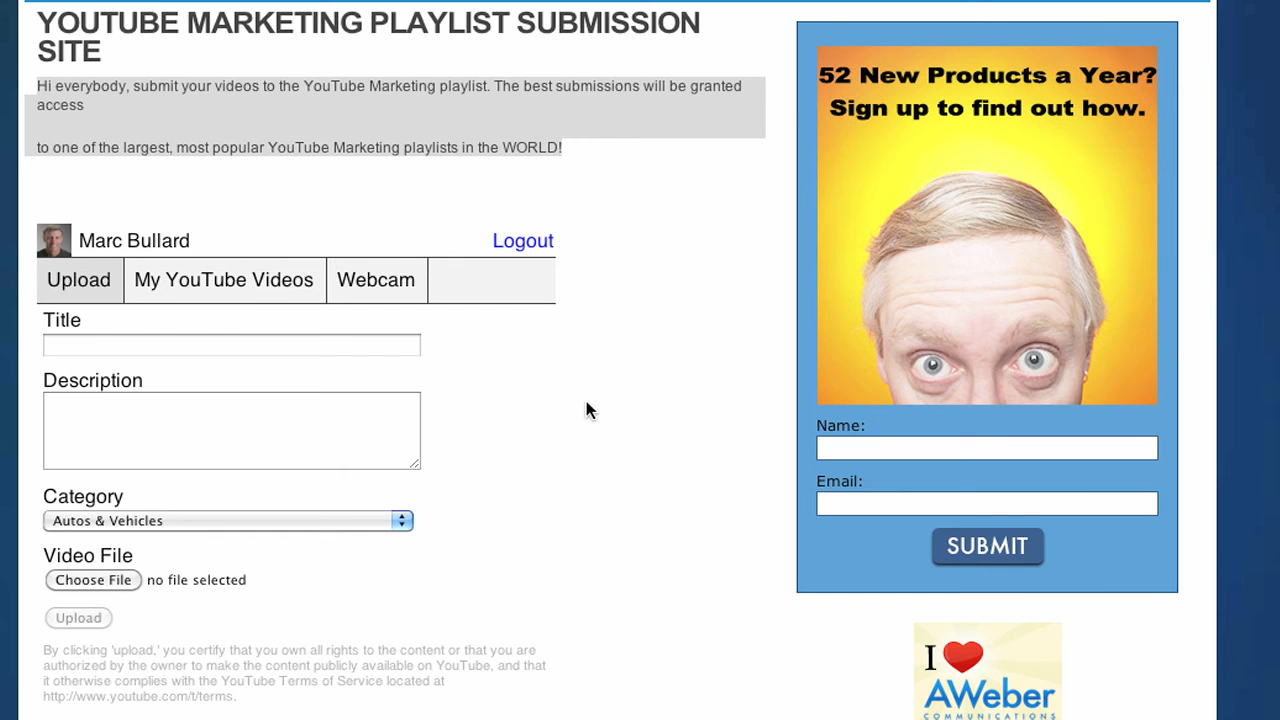 YOUTUBE MARKETING PLAYLIST SUBMISSION
SITE
Hi everybody, submit your videos to the YouTube Marketing playlist. The best submissions will be granted
access
to one of the largest, most popular YouTube Marketing playlists in the WORLD!
Marc Bullard
Logout
Upload
My YouTube Videos
Webcam
Title
Description
Category
Autos & Vehicles
Video File
Choose File no file selected
Upload
By clicking 'upload,' you certify that you own all rights to the content or that you are
authorized by the owner to make the content publicly available on YouTube, and that
it otherwise complies with the YouTube Terms of Service located at
http://www.youtube.com/t/terms.
52 New Products a Year?
Sign up to find out how.
Name:
Email:
SUBMIT
I
AWeber
COMMUNICATIONS